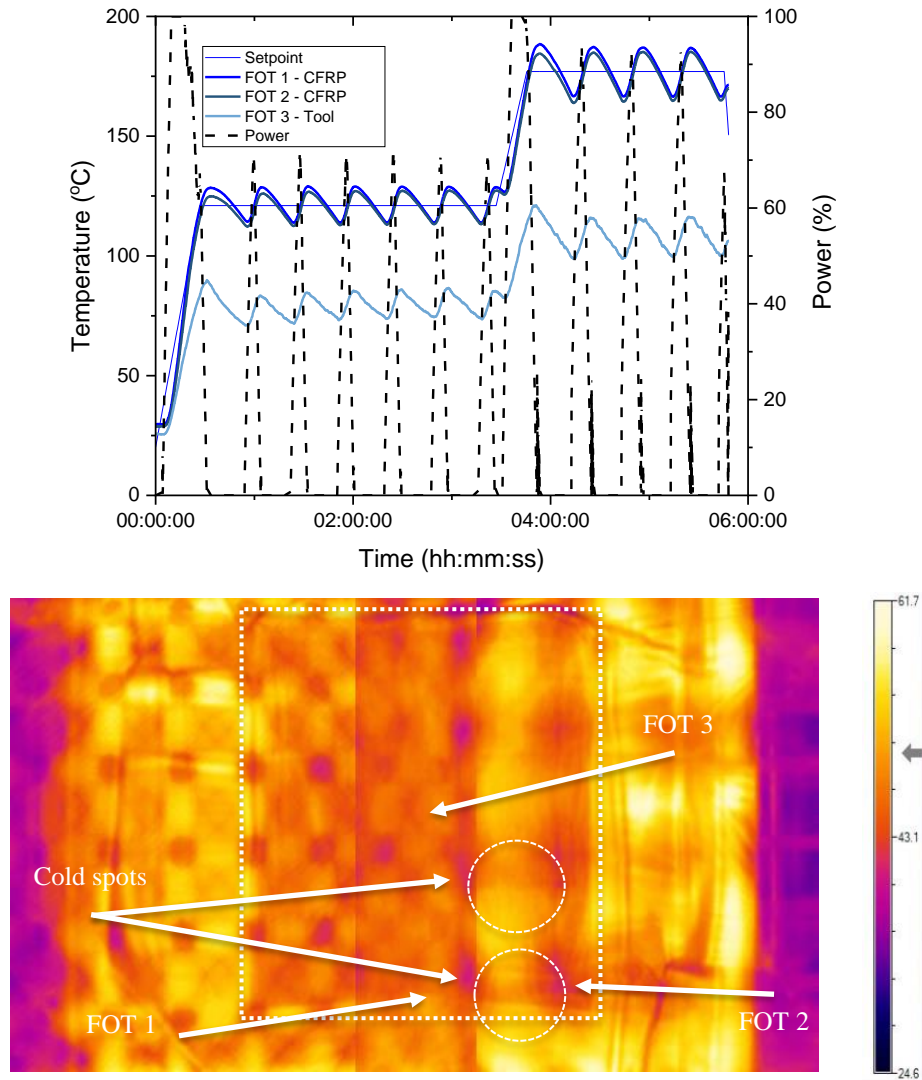 200
100
Setpoint
FOT 1 - CFRP
FOT 2 - CFRP
FOT 3 - Tool
Power
150
80
60
100
40
50
20
0
0
00:00:00
02:00:00
04:00:00
06:00:00
Temperature (ºC)
Power (%)
Time (hh:mm:ss)
61.7
FOT 3
43.1
Cold spots
FOT 1
FOT 2
24.6